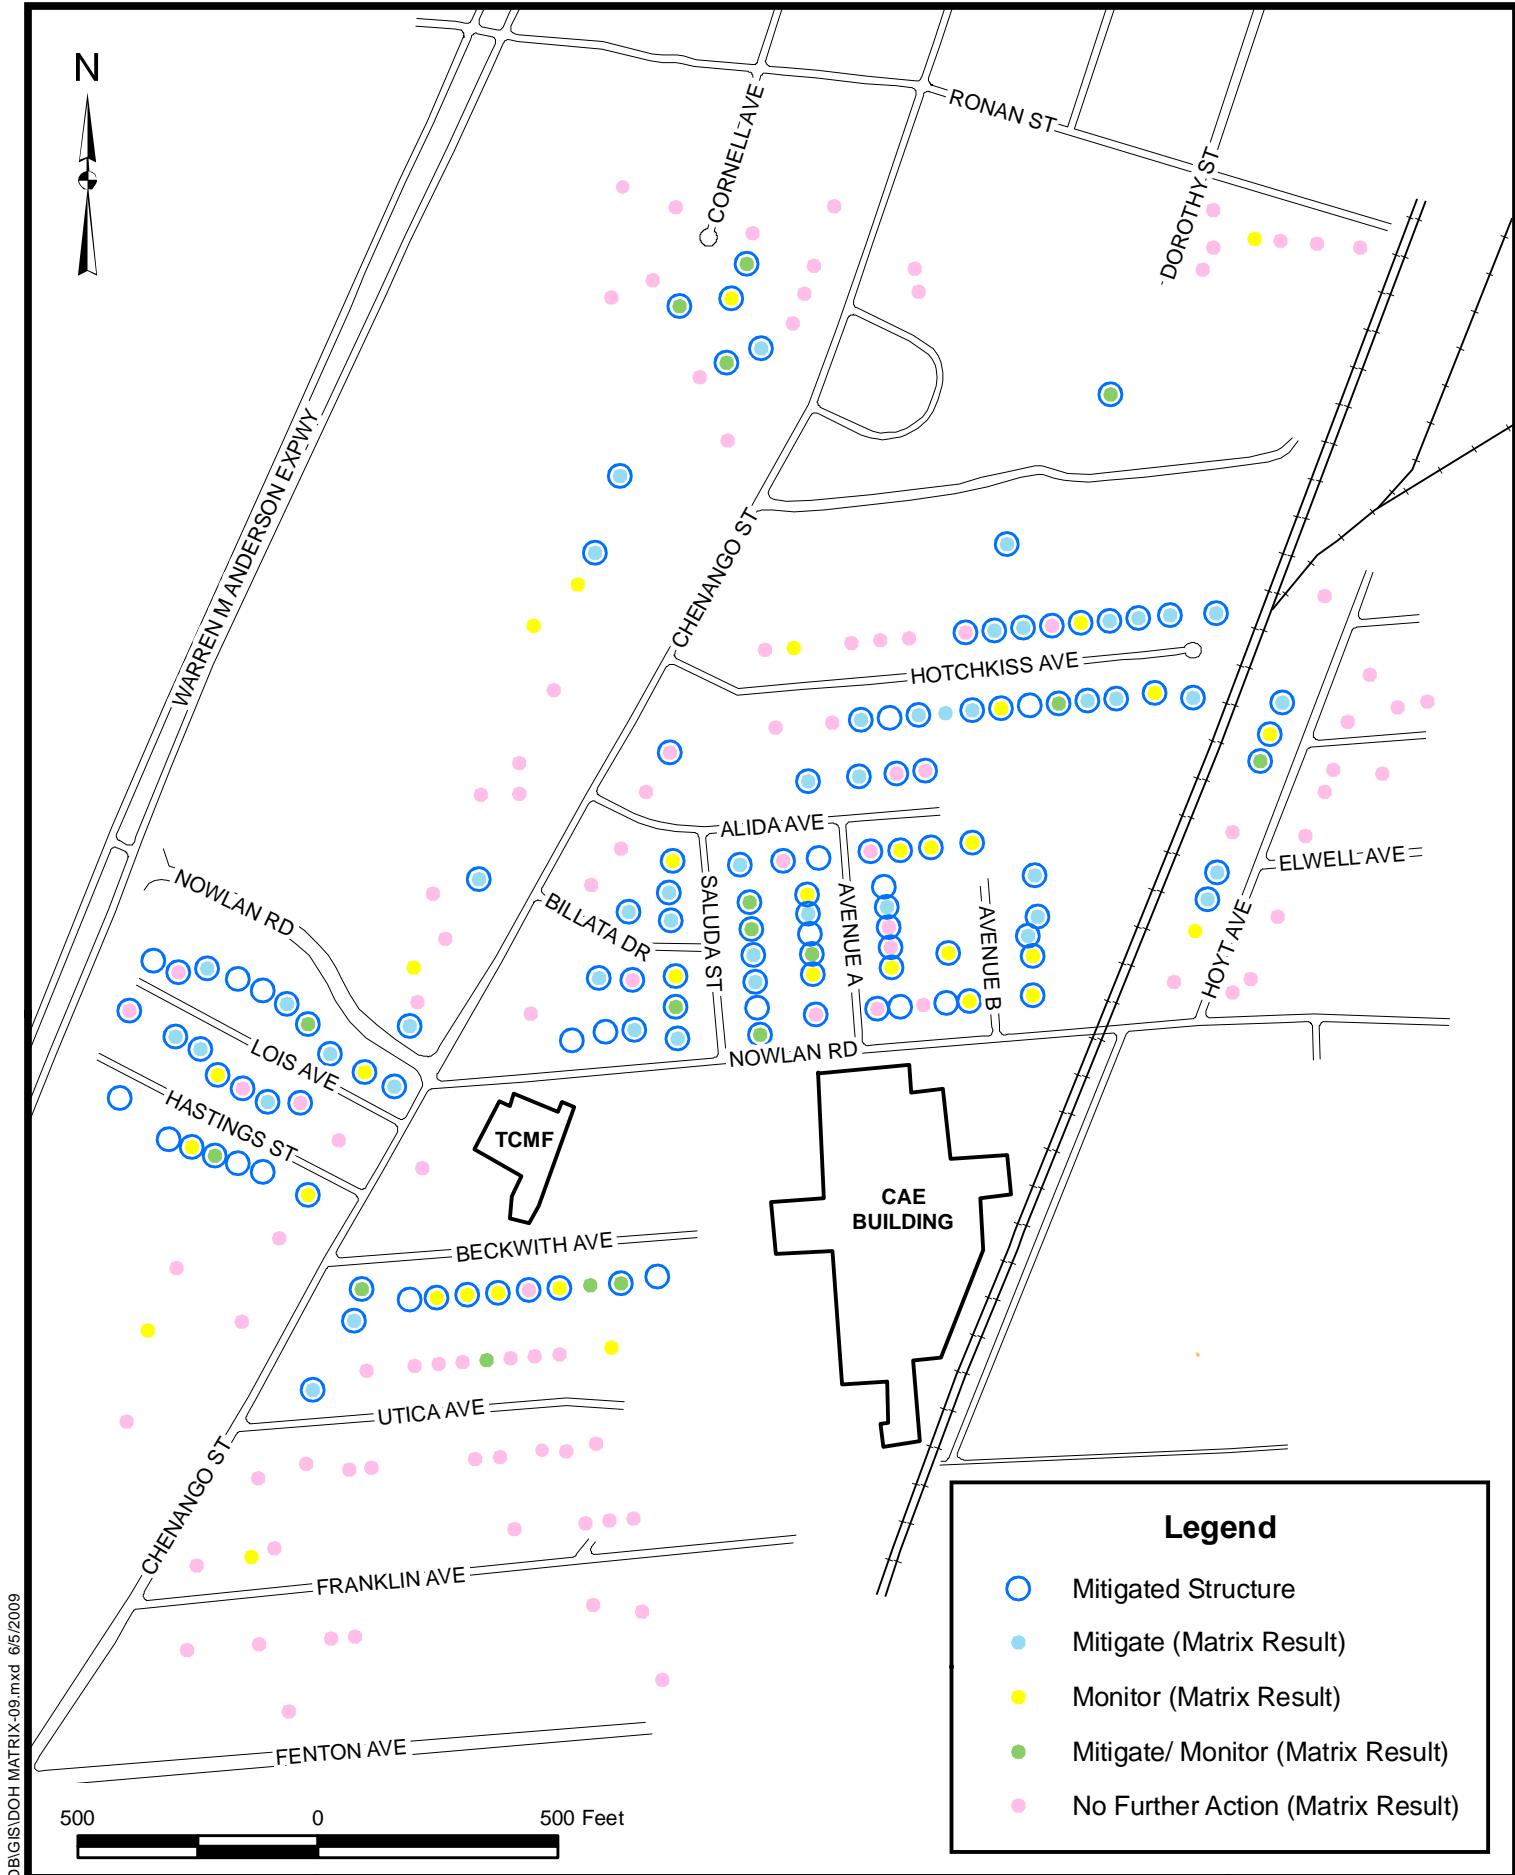 N
RONAN ST
CORNELL AVE
DOROTHY ST
WARREN M ANDERSON EXPWY
CHENANGO ST
HOTCHKISS AVE
ALIDA AVE
ELWELL AVE
NOWLAN RD
BILLATA DR
SALUDA ST
AVENUE A
AVENUE B
HOYT AVE
LOIS AVE
NOWLAN RD
HASTINGS ST
TCMF
CAE
BUILDING
BECKWITH AVE
UTICA AVE
CHENANGO ST
FRANKLIN AVE
FENTON AVE
Legend
Mitigated Structure
Mitigate (Matrix Result)
Monitor (Matrix Result)
Mitigate/ Monitor (Matrix Result)
No Further Action (Matrix Result)
500 0 500 Feet
DB\GIS\DOH MATRIX-09.mxd 6/5/2009